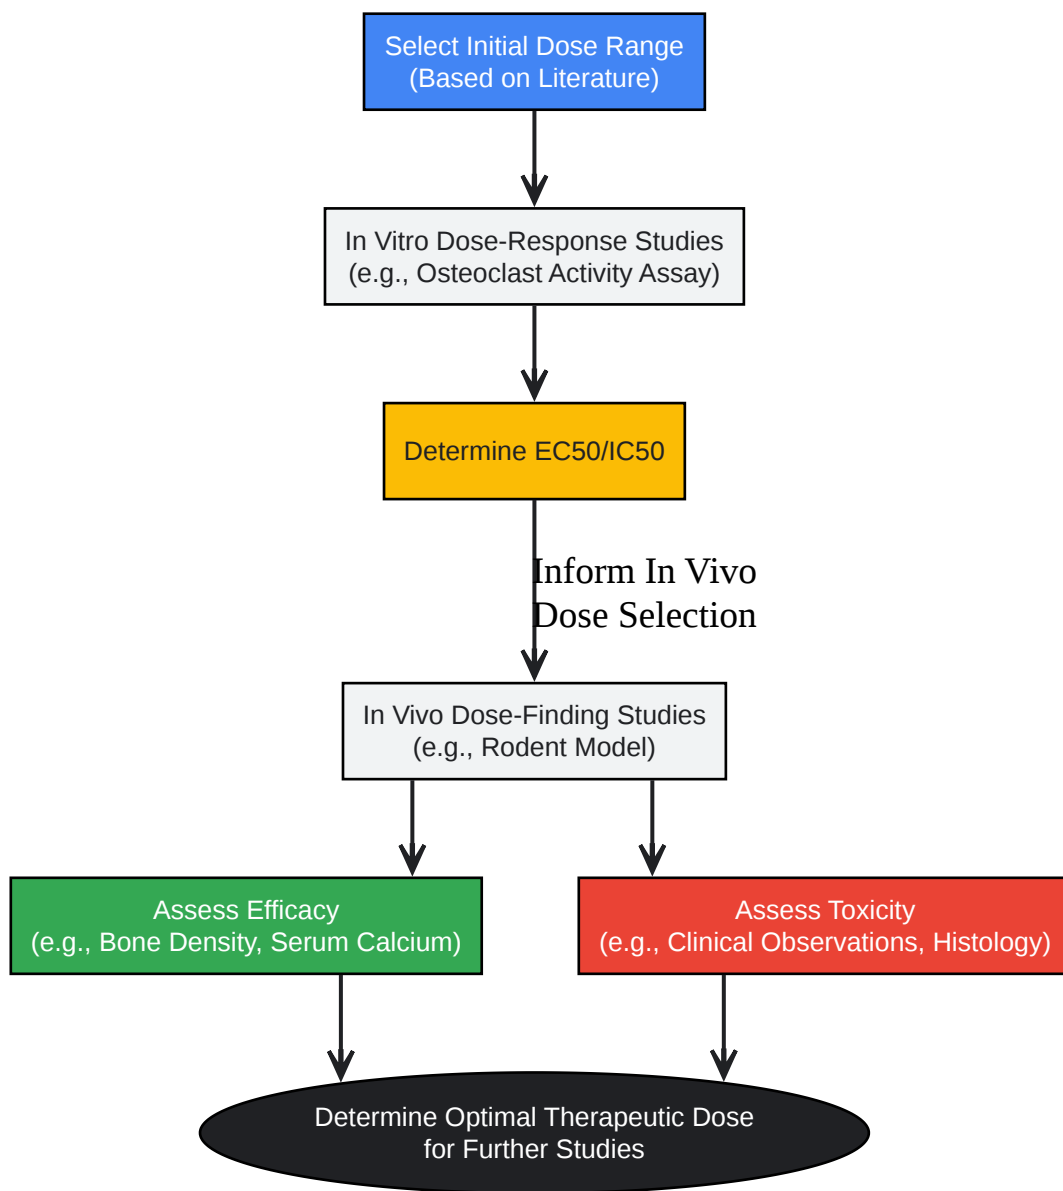 Select Initial Dose Range
(Based on Literature)
In Vitro Dose-Response Studies
(e.g., Osteoclast Activity Assay)
Determine EC50/IC50
Inform In Vivo
Dose Selection
In Vivo Dose-Finding Studies
(e.g., Rodent Model)
Assess Efficacy
(e.g., Bone Density, Serum Calcium)
Assess Toxicity
(e.g., Clinical Observations, Histology)
Determine Optimal Therapeutic Dose
for Further Studies